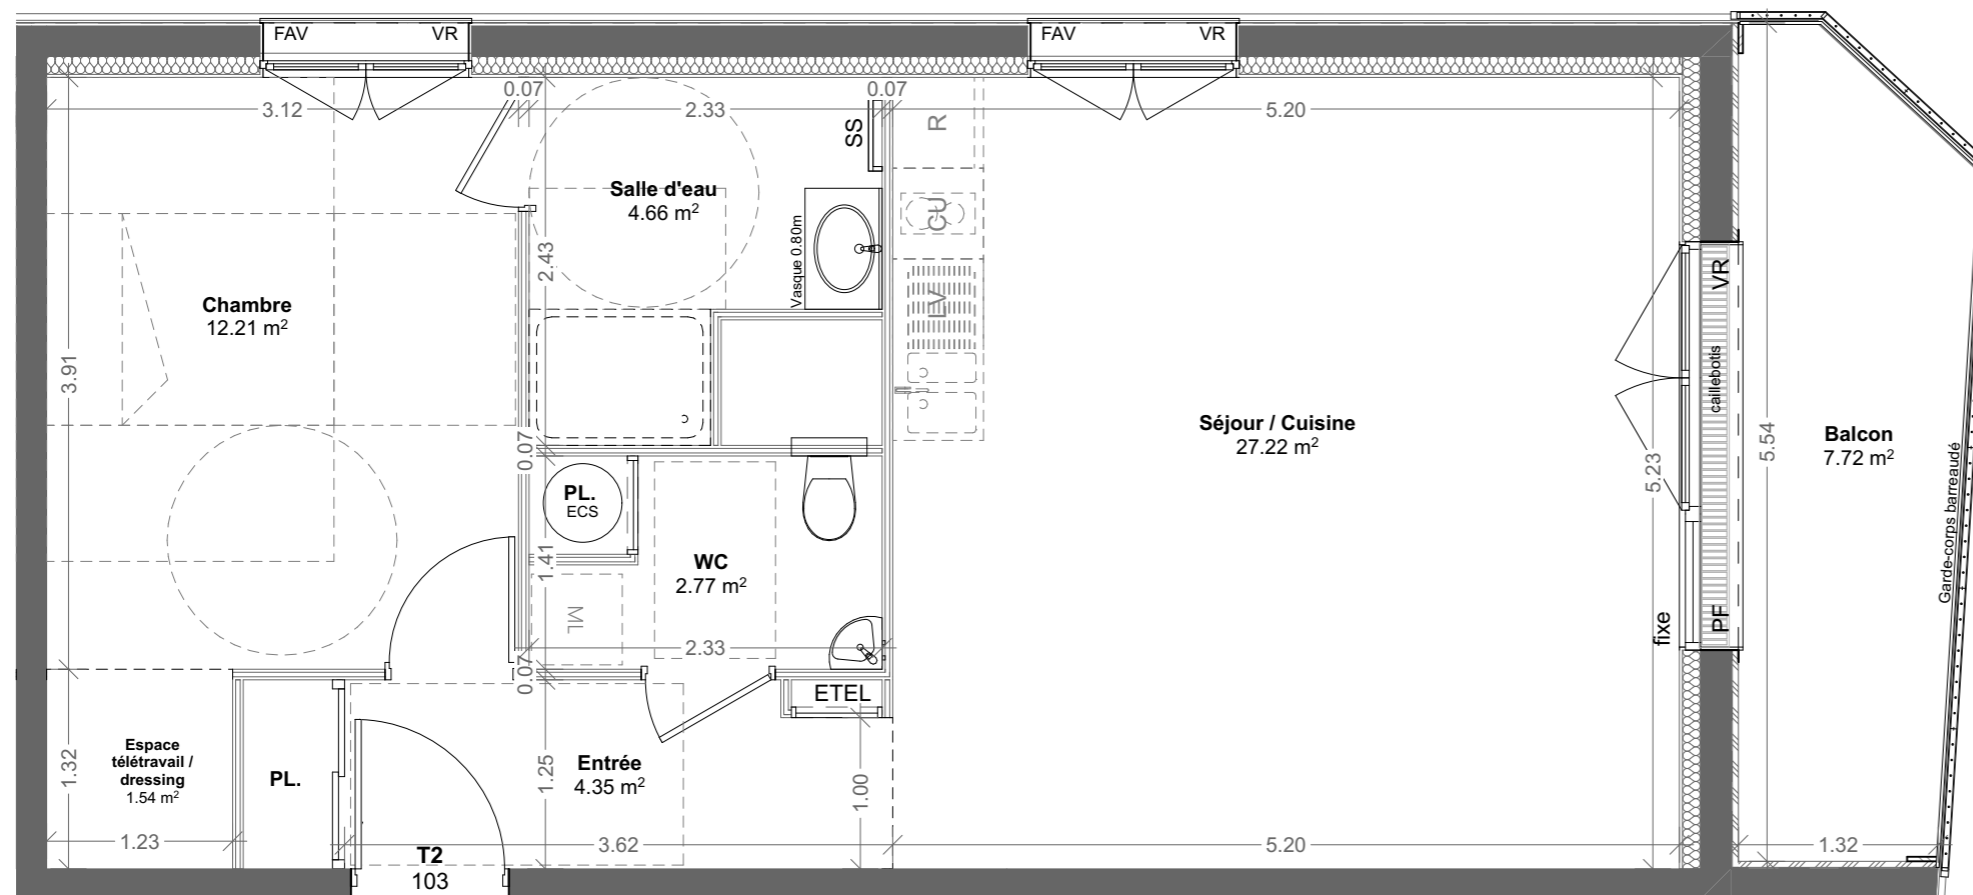 FAV VR
FAV VR
0.07
0.07
3.12
2.33
5.20
SS
R
Salle d'eau
4.66 m²
CU
Vasque 0.80m
2.43
VR
LV
Chambre
12.21 m²
3.91
caillebotis
Séjour / Cuisine
27.22 m²
5.54
Balcon
7.72 m²
0.07
5.23
Garde-corps barreaudé
PL.
ECS
1.41
WC
2.77 m²
ML
PF
fixe
2.33
0.07
ETEL
Espace
télétravail /
dressing
1.54 m²
1.32
PL.
1.25
Entrée
4.35 m²
1.00
1.23
3.62
5.20
1.32
T2
103